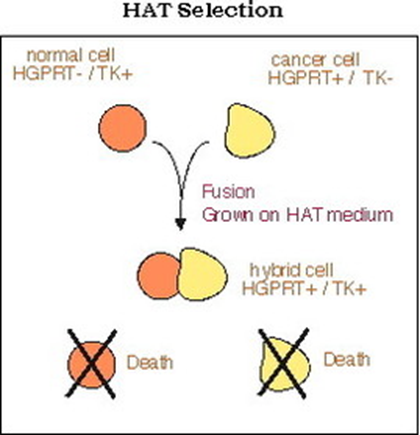 HAT Selection
normal cell
HGPRT- / TK+
cancer cell
HGPRT+ / TK-
Fusion
Grown on HAT medium
hybrid cell
HGPRT+ / TK+
Death
Death